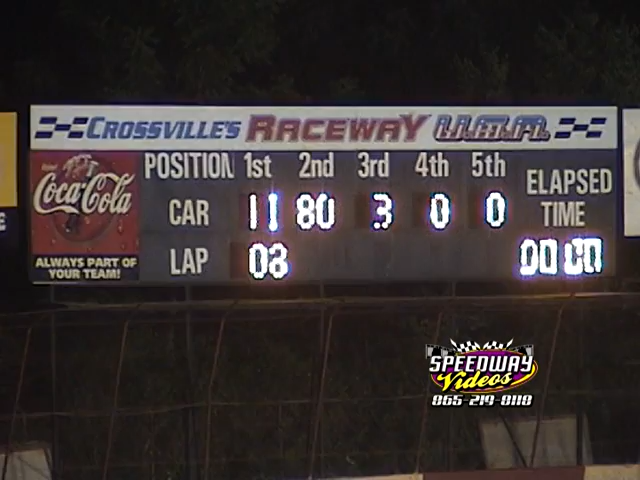 CROSSVILLE'S RACEWAY U.S.A.
POSITION 1st 2nd 3rd 4th 5th
ELAPSED TIME
CAR 11 80 3 0 0
LAP 08 00 00
Coca-Cola
ALWAYS PART OF
YOUR TEAM!
SPEEDWAY
Videos
865-219-8118